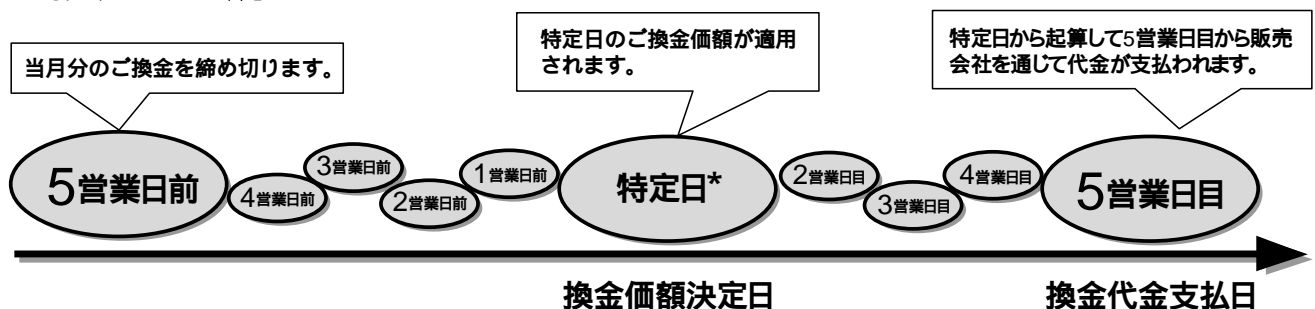 当月分のご換金を締め切ります。
特定日のご換金価額が適用
されます。
特定日から起算して5営業日目から販売
会社を通じて代金が支払われます。
5営業日前
4営業日前
3営業日前
2営業日前
1営業日前
特定日*
2営業日目
3営業日目
4営業日目
5営業日目
換金価額決定日
換金代金支払日